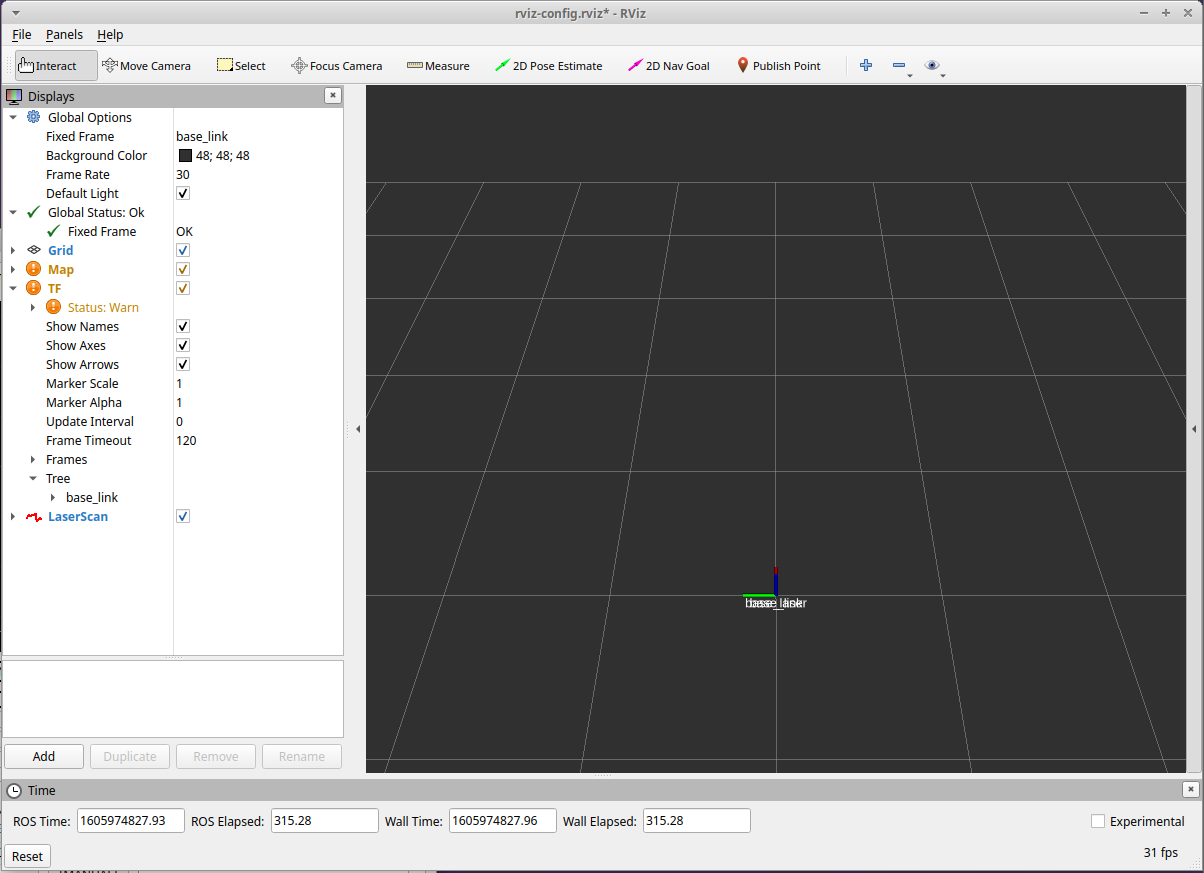 rviz-config.rviz* - RViz
File Panels Help
Interact Move Camera Select Focus Camera Measure 2D Pose Estimate 2D Nav Goal Publish Point
Displays
Global Options
Fixed Frame base_link
Background Color 48; 48; 48
Frame Rate 30
Default Light
Global Status: Ok
Fixed Frame OK
Grid
Map
TF
Status: Warn
Show Names
Show Axes
Show Arrows
Marker Scale 1
Marker Alpha 1
Update Interval 0
Frame Timeout 120
Frames
Tree
base_link
LaserScan
Add Duplicate Remove Rename
Time
ROS Time: 1605974827.93 ROS Elapsed: 315.28 Wall Time: 1605974827.96 Wall Elapsed: 315.28 Experimental
Reset 31 fps